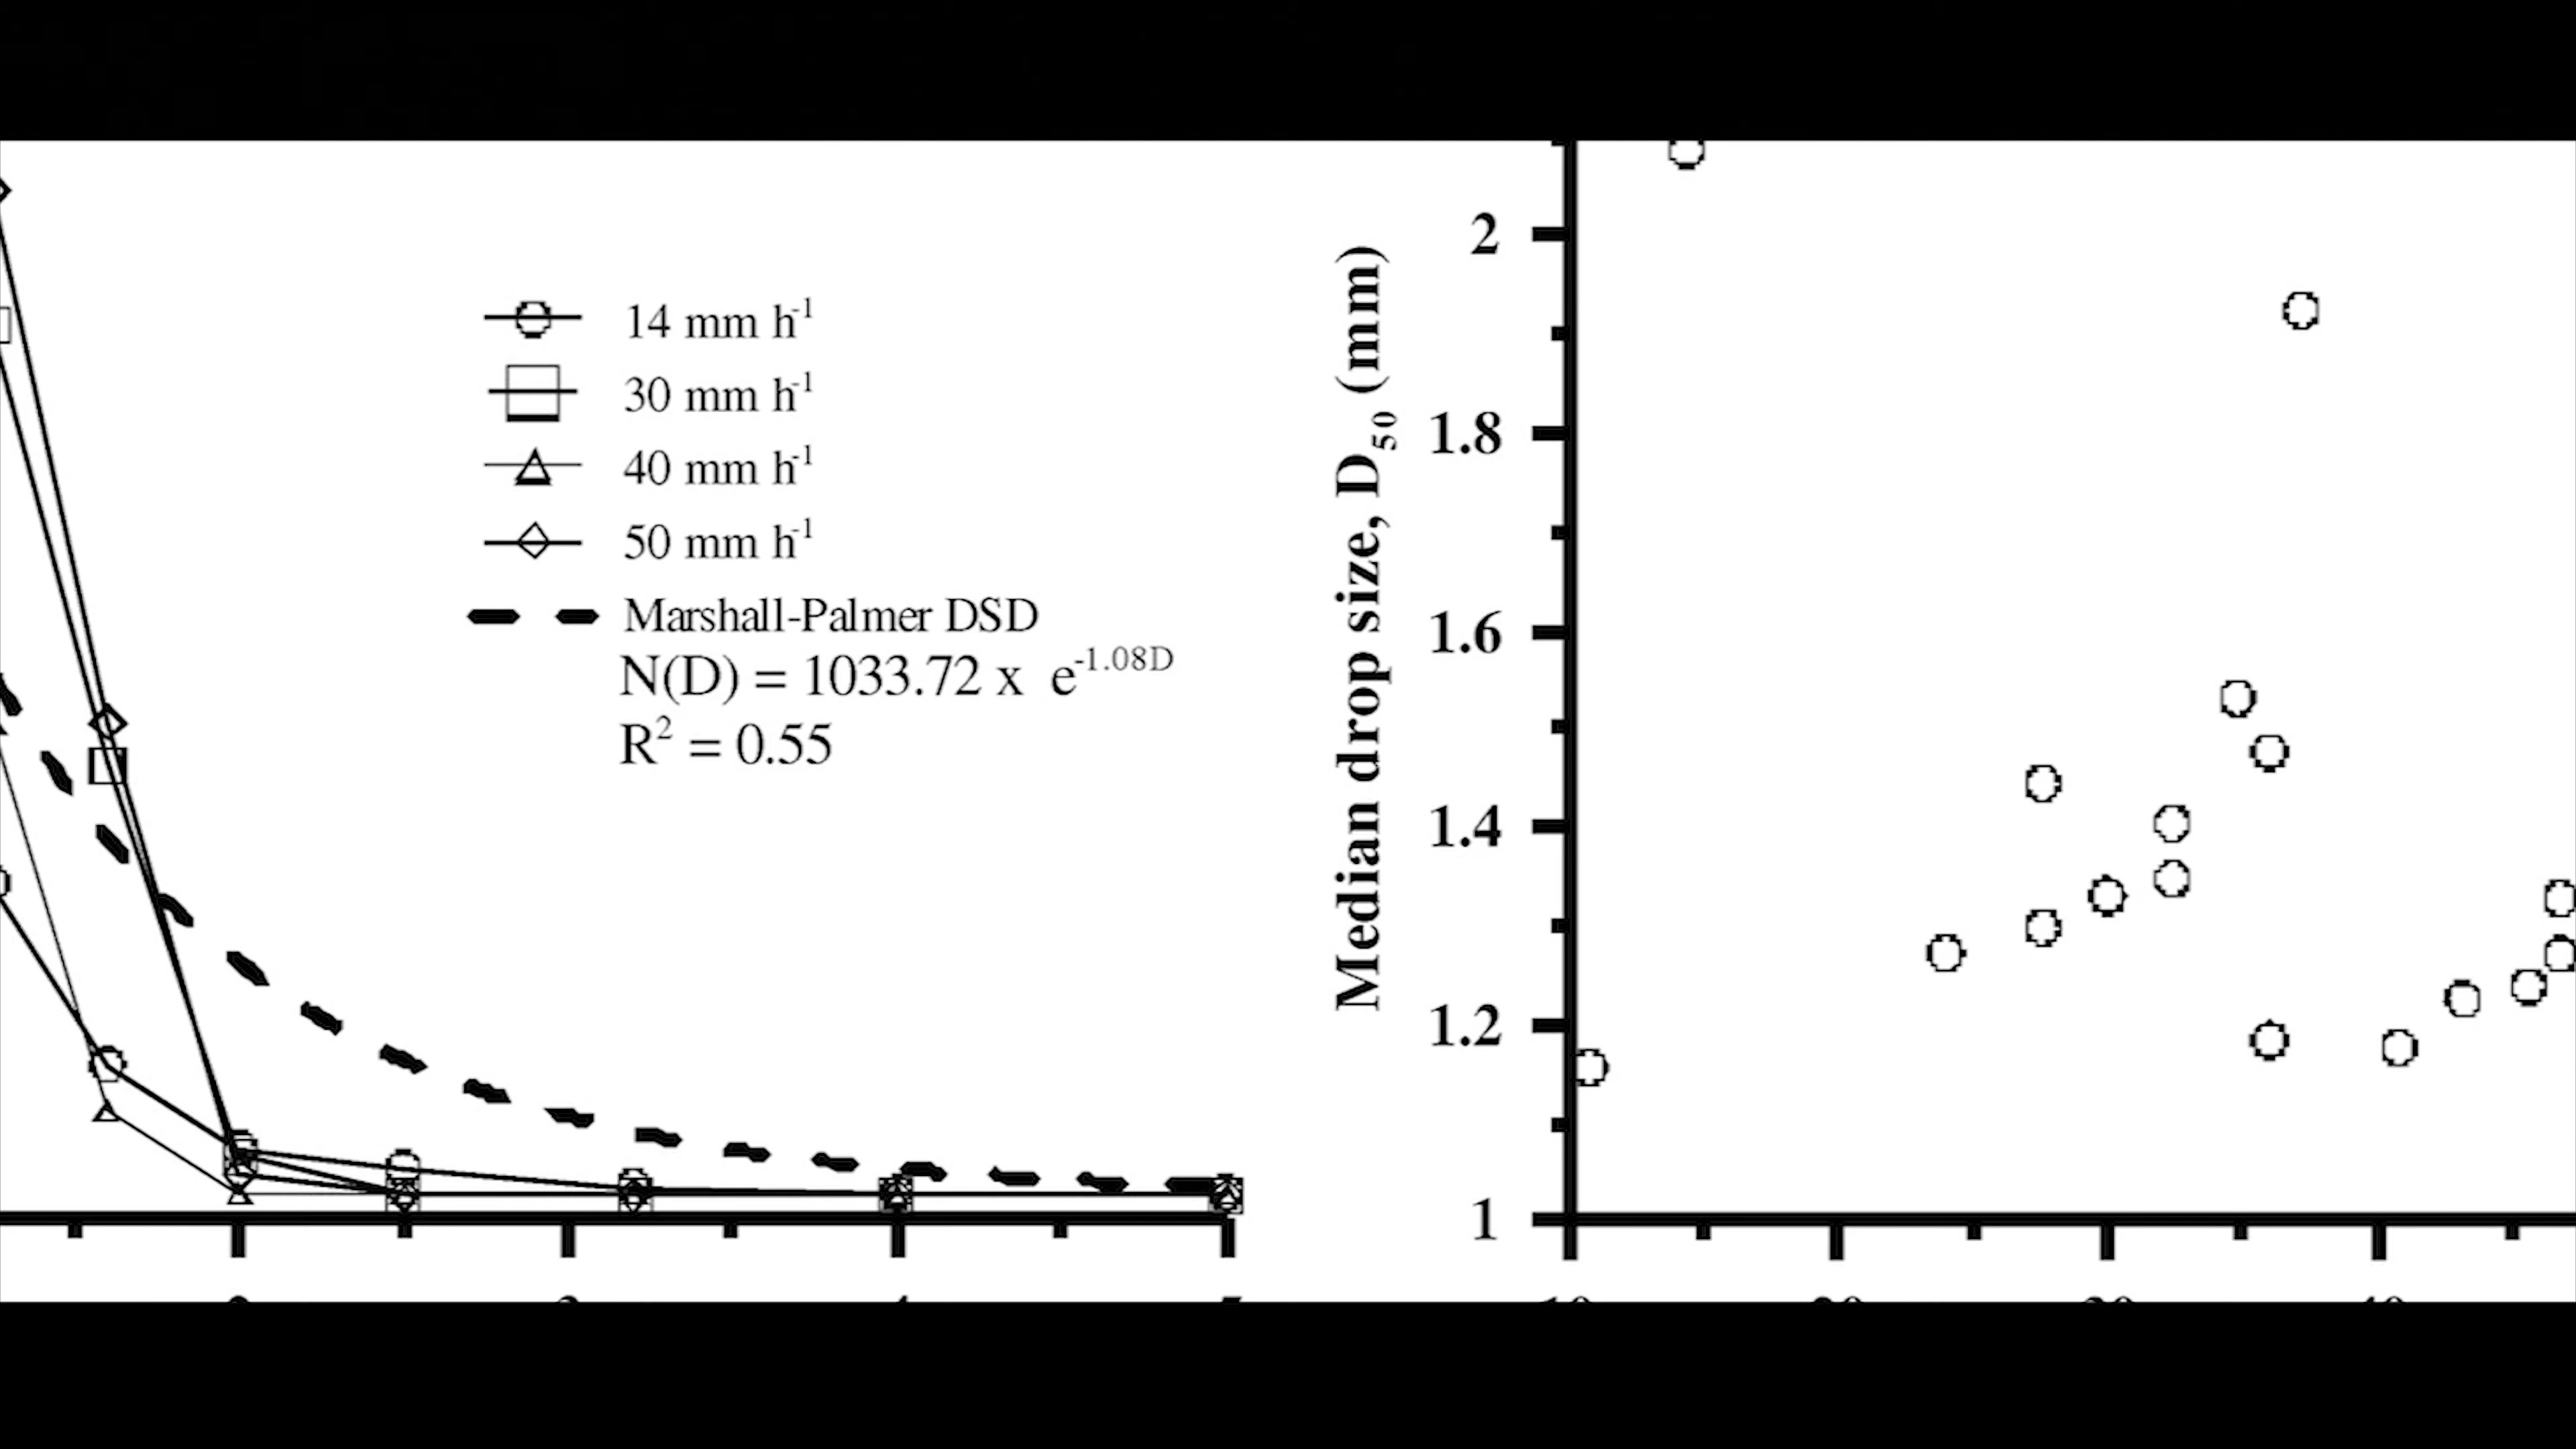 14 mm h⁻¹
30 mm h⁻¹
40 mm h⁻¹
50 mm h⁻¹
Marshall-Palmer DSD
N(D) = 1033.72 x e⁻¹·⁰⁸ᴰ
R² = 0.55
Median drop size, D₅₀ (mm)
2
1.8
1.6
1.4
1.2
1